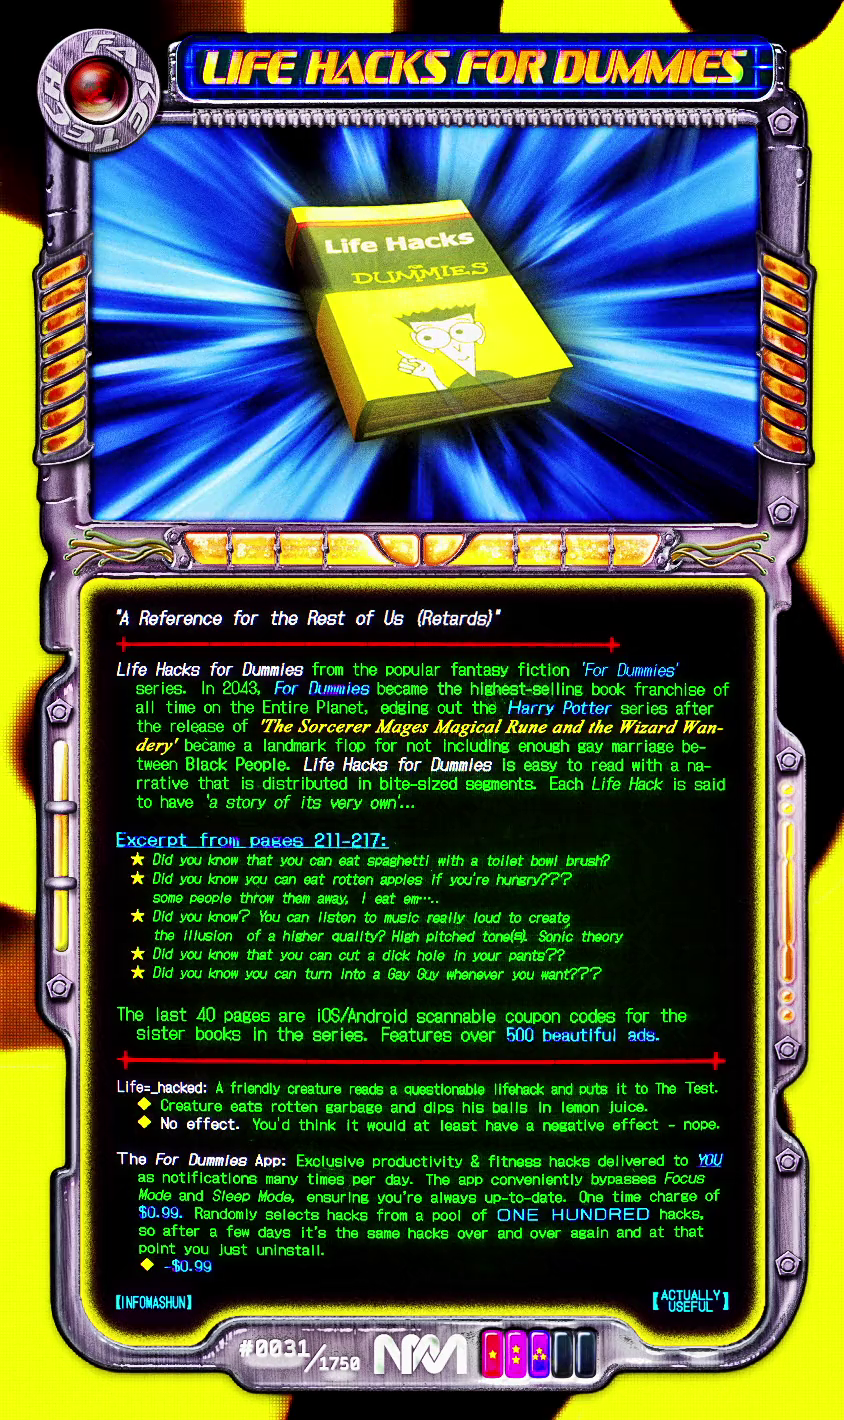 FAKE TECH
LIFE HACKS FOR DUMMIES
Life Hacks
FOR
DUMMIES
"A Reference for the Rest of Us (Retards)"
Life Hacks for Dummies from the popular fantasy fiction 'For Dummies'
series. In 2043, For Dummies became the highest-selling book franchise of
all time on the Entire Planet, edging out the Harry Potter series after
the release of 'The Sorcerer Mages Magical Rune and the Wizard Wan-
dery' became a landmark flop for not including enough gay marriage be-
tween Black People. Life Hacks for Dummies is easy to read with a na-
rrative that is distributed in bite-sized segments. Each Life Hack is said
to have 'a story of its very own'...
Excerpt from pages 211-217:
★ Did you know that you can eat spaghetti with a toilet bowl brush?
★ Did you know you can eat rotten apples if you're hungry???
some people throw them away, I eat em.....
★ Did you know? You can listen to music really loud to create
the illusion of a higher quality? High pitched tone(s). Sonic theory
★ Did you know that you can cut a dick hole in your pants??
★ Did you know you can turn into a Gay Guy whenever you want???
The last 40 pages are iOS/Android scannable coupon codes for the
sister books in the series. Features over 500 beautiful ads.
Life=_hacked: A friendly creature reads a questionable lifehack and puts it to The Test.
◆ Creature eats rotten garbage and dips his balls in lemon juice.
◆ No effect. You'd think it would at least have a negative effect - nope.
The For Dummies App: Exclusive productivity & fitness hacks delivered to YOU
as notifications many times per day. The app conveniently bypasses Focus
Mode and Sleep Mode, ensuring you're always up-to-date. One time charge of
$0.99. Randomly selects hacks from a pool of ONE HUNDRED hacks,
so after a few days it's the same hacks over and over again and at that
point you just uninstall.
◆ -$0.99
[INFOMASHUN]
[ACTUALLY USEFUL]
#0031/1750